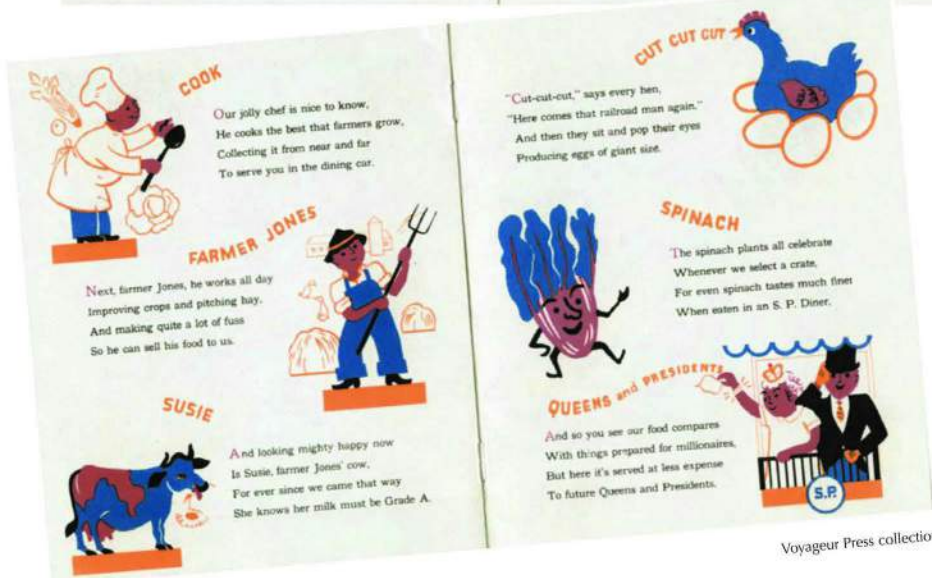 COOK
Our jolly chef is nice to know,
He cooks the best that farmers grow,
Collecting it from near and far
To serve you in the dining car.
FARMER JONES
Next, farmer Jones, he works all day
Improving crops and pitching hay,
And making quite a lot of fuss
So he can sell his food to us.
SUSIE
And looking mighty happy now
Is Susie, farmer Jones' cow,
For ever since we came that way
She knows her milk must be Grade A.
CUT CUT CUT
"Cut-cut-cut," says every hen,
"Here comes that railroad man again,"
And then they sit and pop their eyes
Producing eggs of giant size.
SPINACH
The spinach plants all celebrate
Whenever we select a crate,
For even spinach tastes much finer
When eaten in an S. P. Diner.
QUEENS and PRESIDENTS
And so you see our food compares
With things prepared for millionaires,
But here it's served at less expense
To future Queens and Presidents.
S.P.
Voyageur Press collection